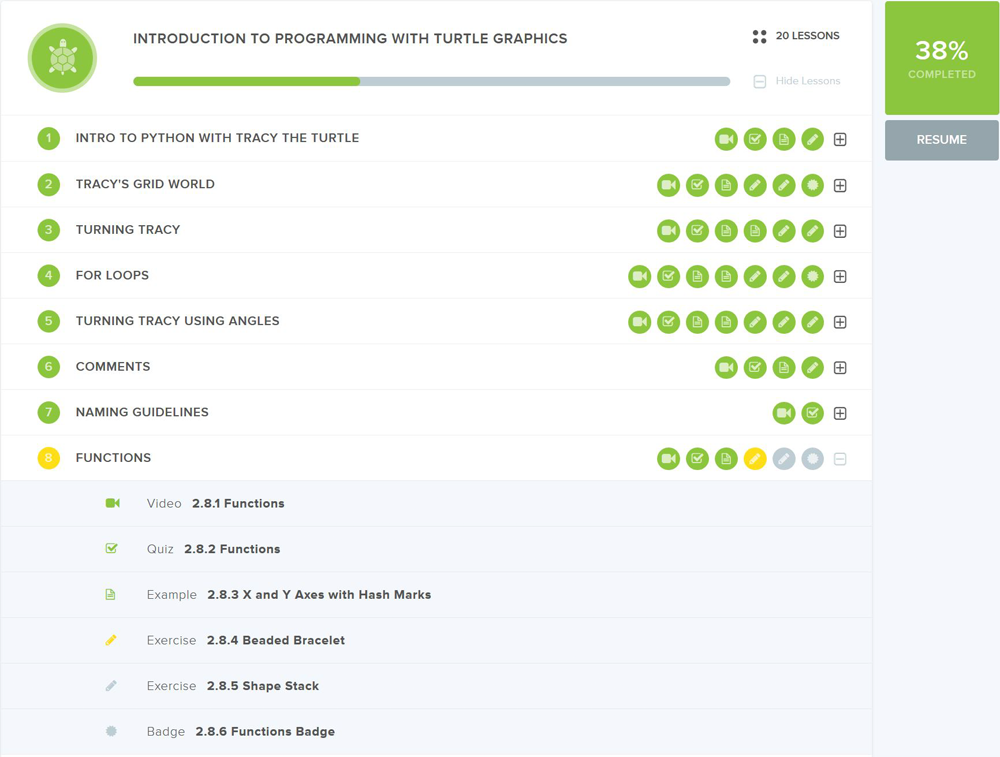 INTRODUCTION TO PROGRAMMING WITH TURTLE GRAPHICS
20 LESSONS
Hide Lessons
38%
COMPLETED
RESUME
1 INTRO TO PYTHON WITH TRACY THE TURTLE
2 TRACY'S GRID WORLD
3 TURNING TRACY
4 FOR LOOPS
5 TURNING TRACY USING ANGLES
6 COMMENTS
7 NAMING GUIDELINES
8 FUNCTIONS
Video 2.8.1 Functions
Quiz 2.8.2 Functions
Example 2.8.3 X and Y Axes with Hash Marks
Exercise 2.8.4 Beaded Bracelet
Exercise 2.8.5 Shape Stack
Badge 2.8.6 Functions Badge